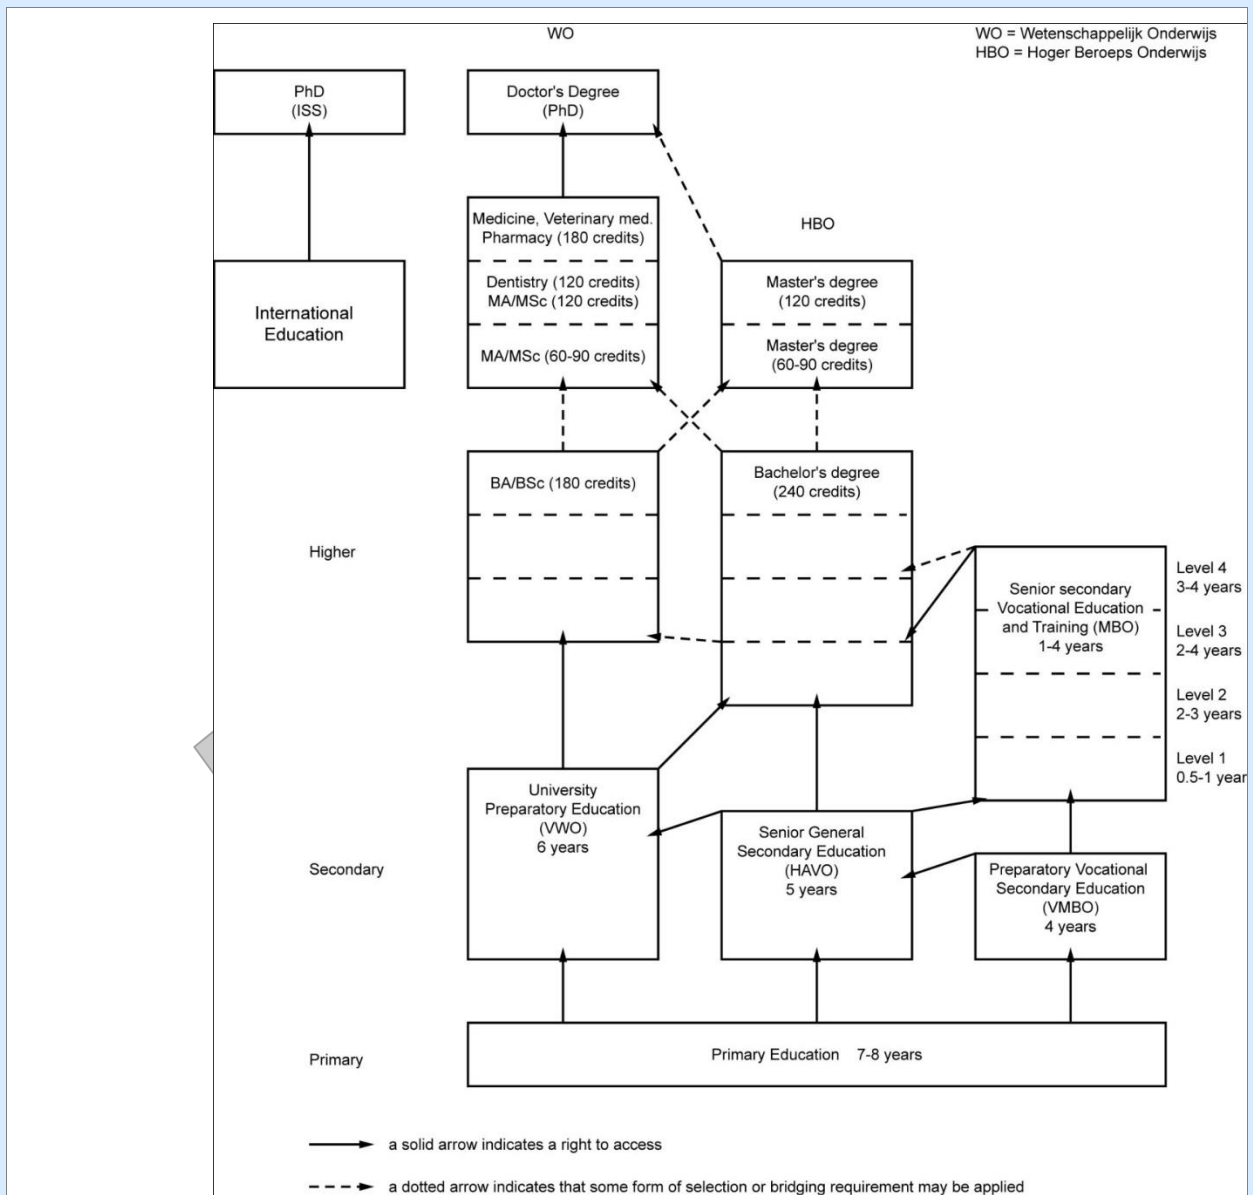 WO
WO = Wetenschappelijk Onderwijs
HBO = Hoger Beroeps Onderwijs
PhD
(ISS)
Doctor's Degree
(PhD)
Medicine, Veterinary med.
Pharmacy (180 credits)
HBO
International
Education
Dentistry (120 credits)
MA/MSc (120 credits)
MA/MSc (60-90 credits)
Master's degree
(120 credits)
Master's degree
(60-90 credits)
BA/BSc (180 credits)
Bachelor's degree
(240 credits)
Higher
Senior secondary
Vocational Education
and Training (MBO)
1-4 years
Level 4
3-4 years
Level 3
2-4 years
Level 2
2-3 years
Level 1
0.5-1 year
University
Preparatory Education
(VWO)
6 years
Senior General
Secondary Education
(HAVO)
5 years
Secondary
Preparatory Vocational
Secondary Education
(VMBO)
4 years
Primary
Primary Education 7-8 years
a solid arrow indicates a right to access
a dotted arrow indicates that some form of selection or bridging requirement may be applied